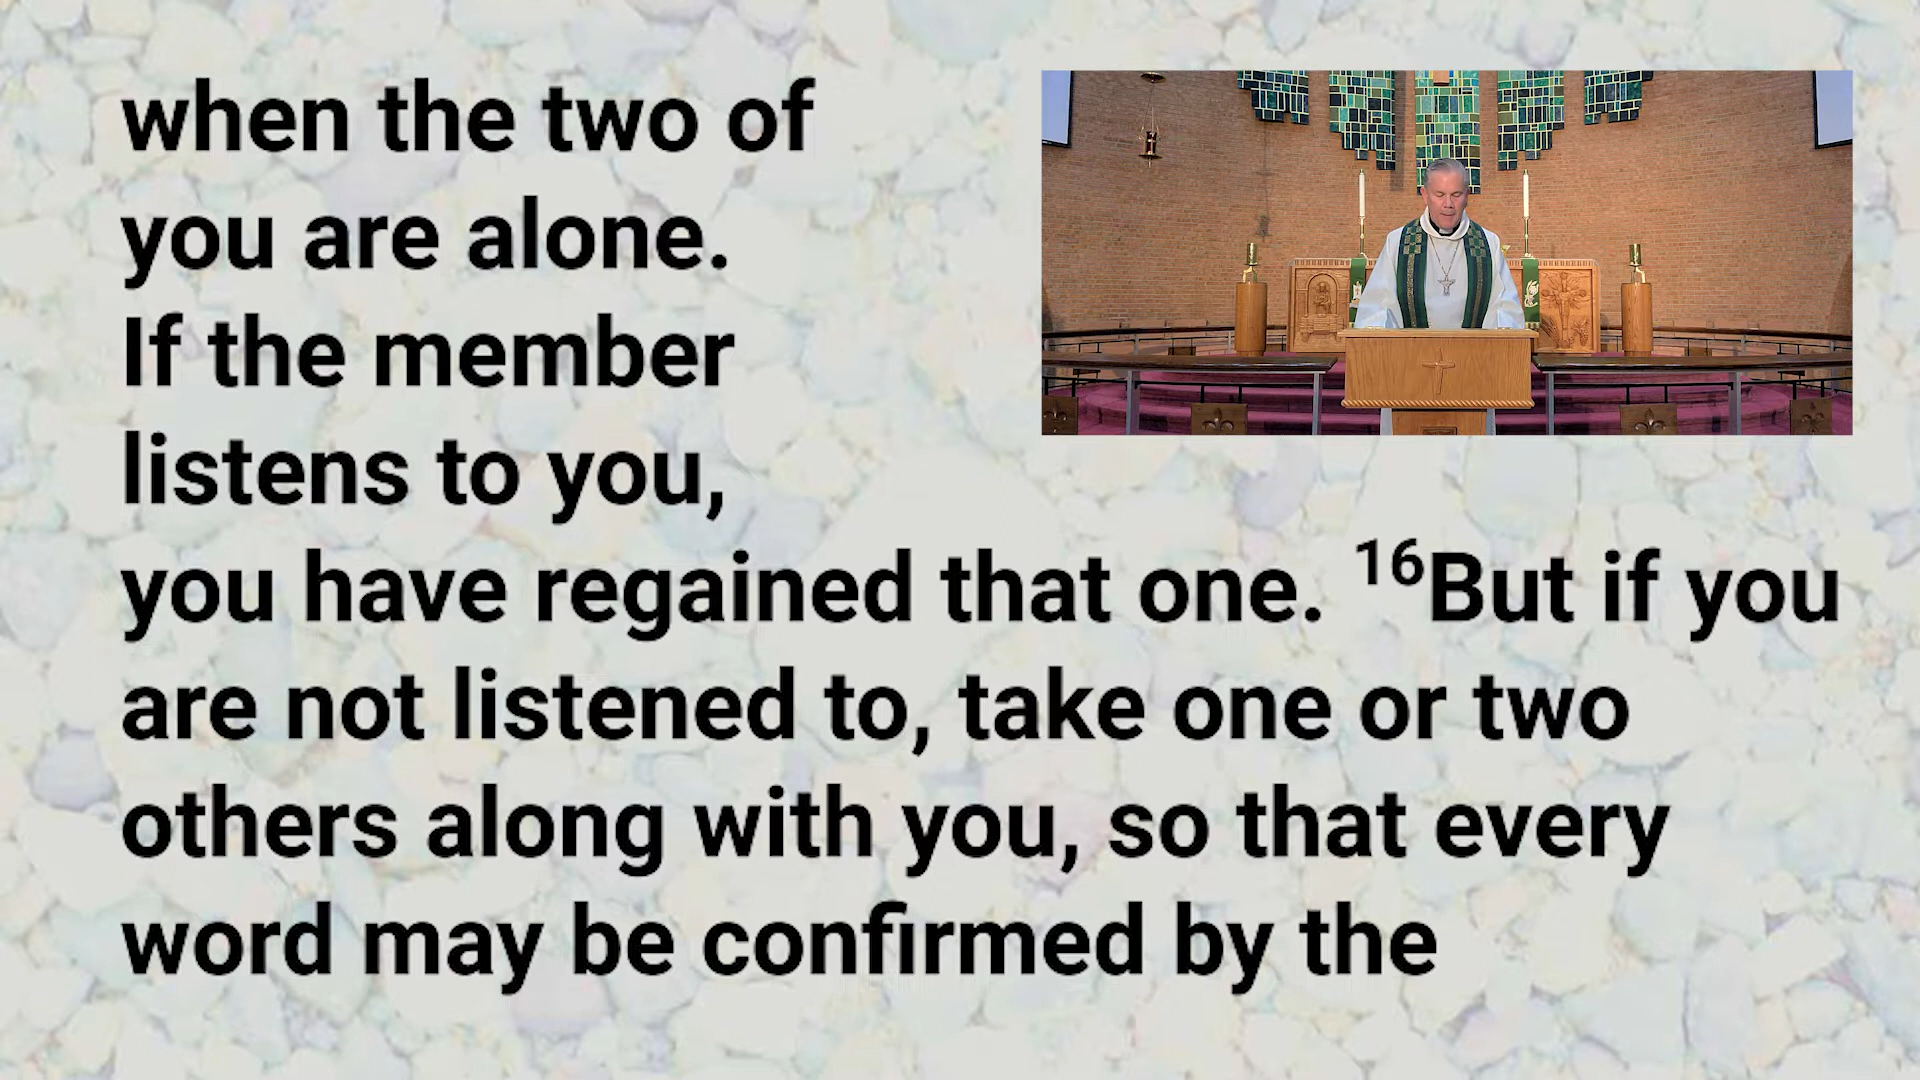 when the two of
you are alone.
If the member
listens to you,
you have regained that one. ¹⁶But if you
are not listened to, take one or two
others along with you, so that every
word may be confirmed by the